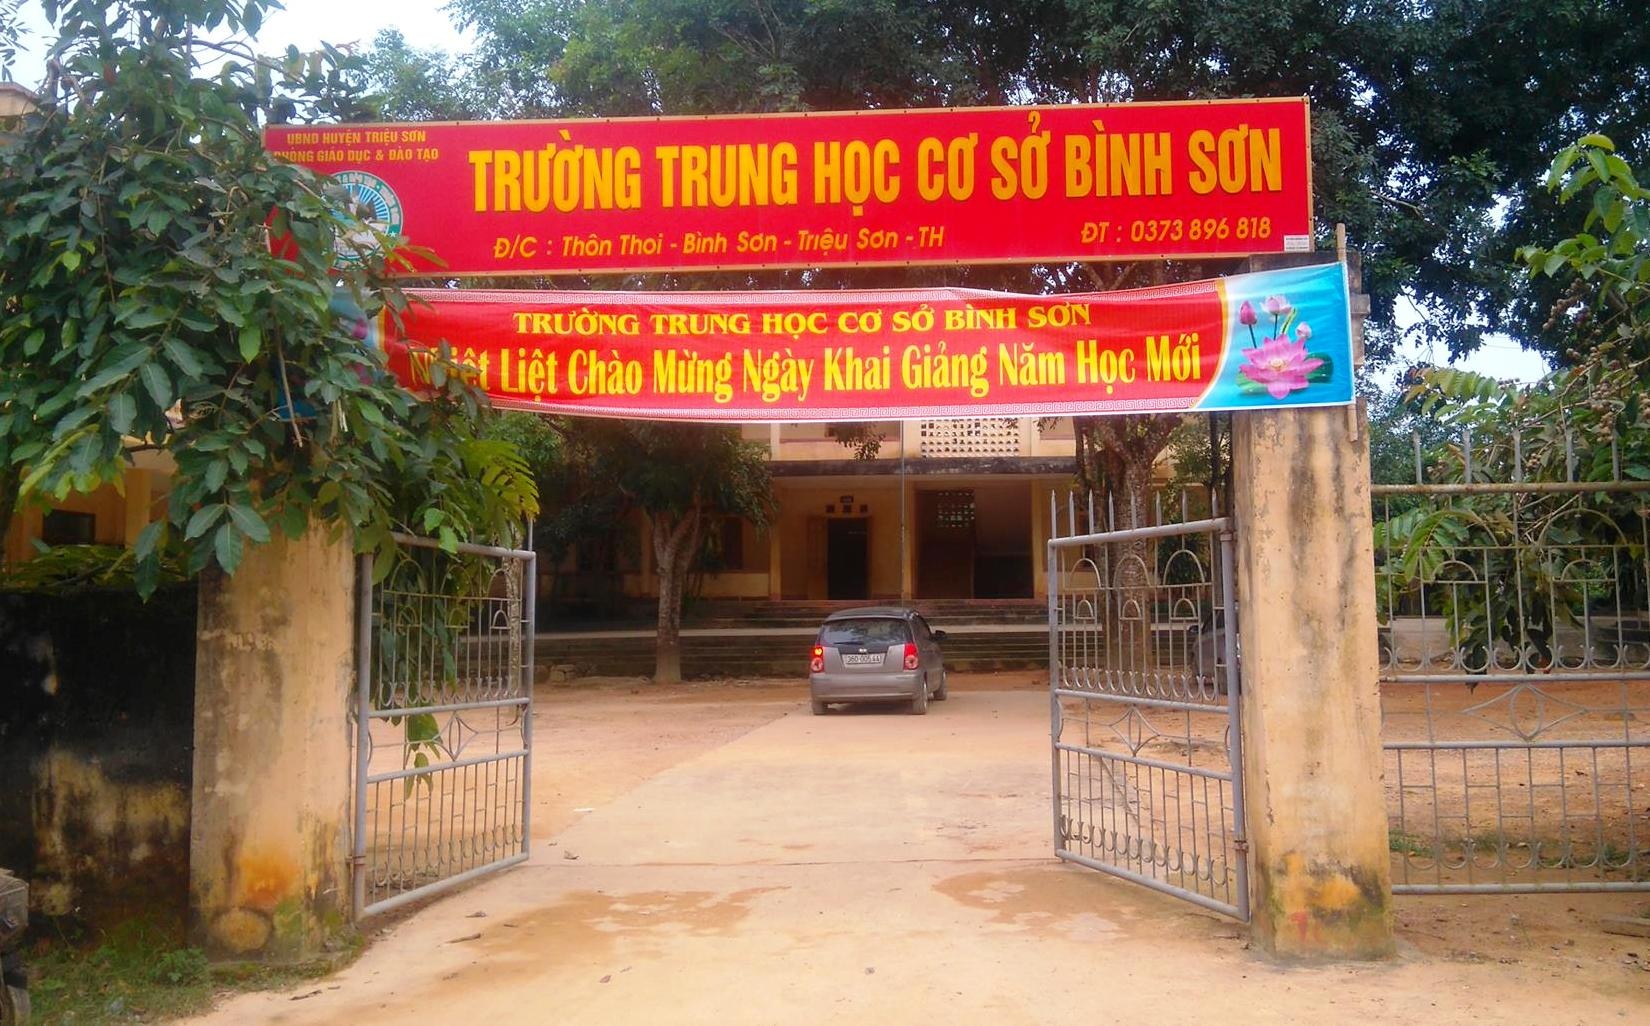 UBND HUYỆN TRIỆU SƠN
PHÒNG GIÁO DỤC & ĐÀO TẠO
TRƯỜNG TRUNG HỌC CƠ SỞ BÌNH SƠN
Đ/C : Thôn Thoi - Bình Sơn - Triệu Sơn - TH
ĐT : 0373 896 818
TRƯỜNG TRUNG HỌC CƠ SỞ BÌNH SƠN
Nhiệt Liệt Chào Mừng Ngày Khai Giảng Năm Học Mới